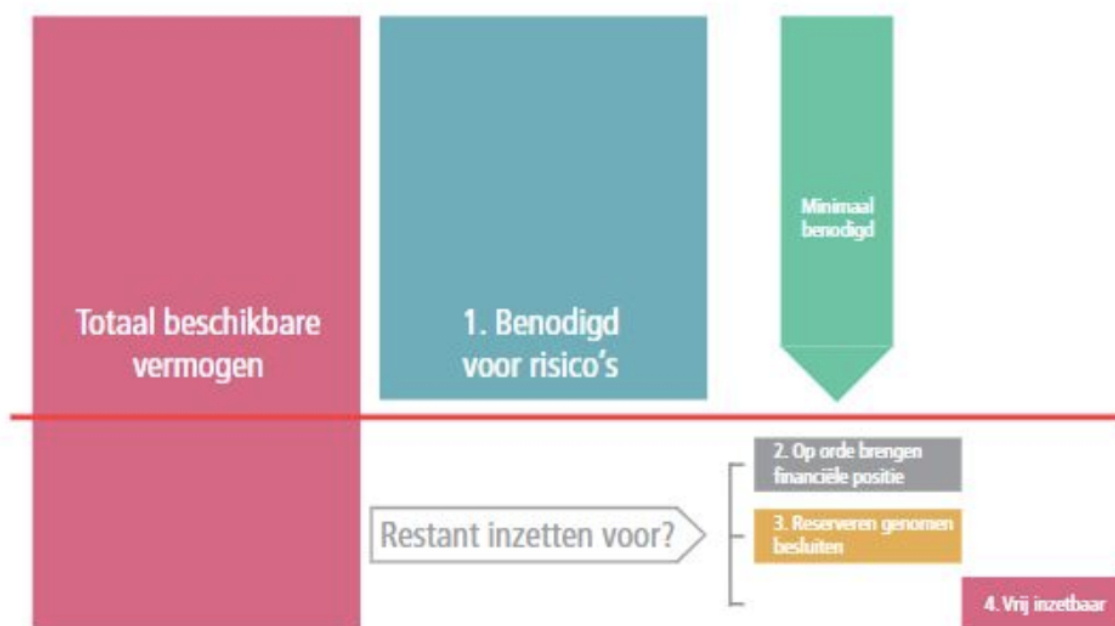 Totaal beschikbare
vermogen
1. Benodigd
voor risico's
Minimaal
benodigd
Restant inzetten voor?
2. Op orde brengen
financiële positie
3. Reserveren genomen
besluiten
4. Vrij inzetbaar